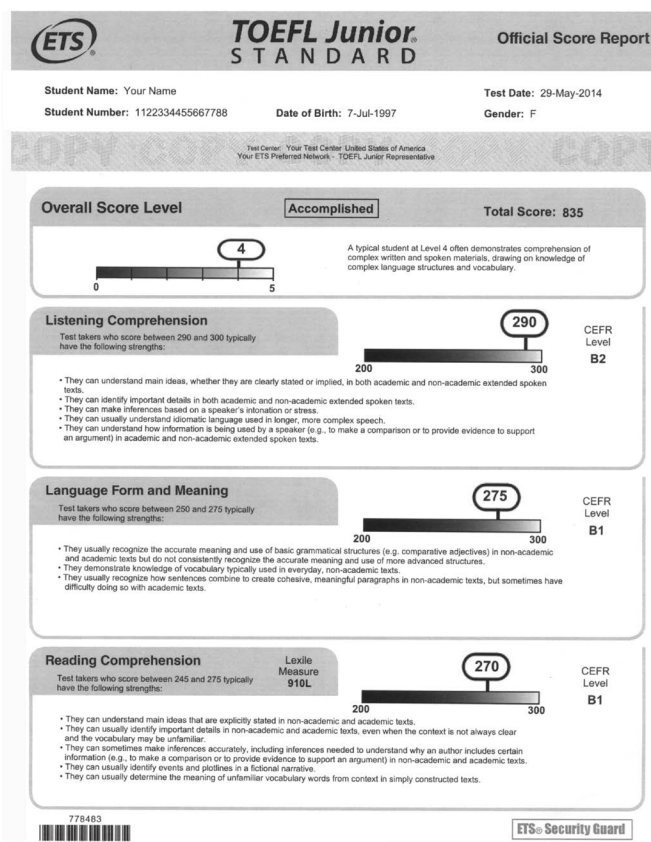 ETS®
TOEFL Junior®
STANDARD
Official Score Report
Student Name: Your Name
Test Date: 29-May-2014
Student Number: 1122334455667788 Date of Birth: 7-Jul-1997 Gender: F
COPY COPY COPY COPY
Test Center: Your Test Center United States of America
Your ETS Preferred Network - TOEFL Junior Representative
Overall Score Level Accomplished Total Score: 835
4
0 5
A typical student at Level 4 often demonstrates comprehension of
complex written and spoken materials, drawing on knowledge of
complex language structures and vocabulary.
Listening Comprehension
Test takers who score between 290 and 300 typically
have the following strengths:
290
200 300
CEFR
Level
B2
• They can understand main ideas, whether they are clearly stated or implied, in both academic and non-academic extended spoken
texts.
• They can identify important details in both academic and non-academic extended spoken texts.
• They can make inferences based on a speaker's intonation or stress.
• They can usually understand idiomatic language used in longer, more complex speech.
• They can understand how information is being used by a speaker (e.g., to make a comparison or to provide evidence to support
an argument) in academic and non-academic extended spoken texts.
Language Form and Meaning
Test takers who score between 250 and 275 typically
have the following strengths:
275
200 300
CEFR
Level
B1
• They usually recognize the accurate meaning and use of basic grammatical structures (e.g. comparative adjectives) in non-academic
and academic texts but do not consistently recognize the accurate meaning and use of more advanced structures.
• They demonstrate knowledge of vocabulary typically used in everyday, non-academic texts.
• They usually recognize how sentences combine to create cohesive, meaningful paragraphs in non-academic texts, but sometimes have
difficulty doing so with academic texts.
Reading Comprehension
Test takers who score between 245 and 275 typically
have the following strengths:
Lexile
Measure
910L
270
200 300
CEFR
Level
B1
• They can understand main ideas that are explicitly stated in non-academic and academic texts.
• They can usually identify important details in non-academic and academic texts, even when the context is not always clear
and the vocabulary may be unfamiliar.
• They can sometimes make inferences accurately, including inferences needed to understand why an author includes certain
information (e.g., to make a comparison or to provide evidence to support an argument) in non-academic and academic texts.
• They can usually identify events and plotlines in a fictional narrative.
• They can usually determine the meaning of unfamiliar vocabulary words from context in simply constructed texts.
778483
ETS® Security Guard